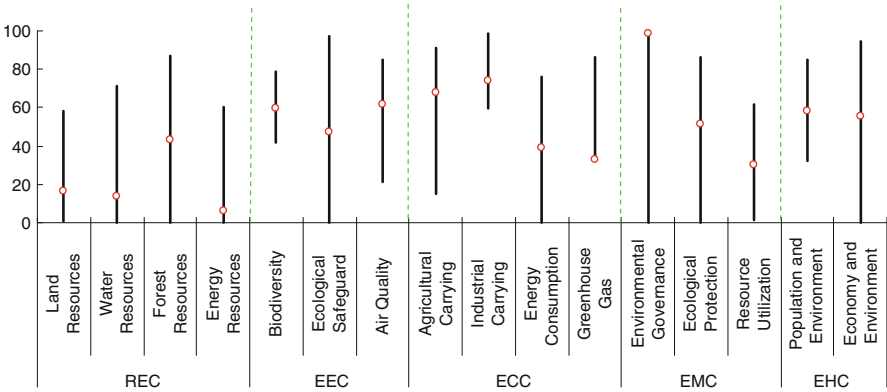 100
80
60
40
20
0
Land
Resources
Water
Resources
Forest
Resources
Energy
Resources
Biodiversity
Ecological
Safeguard
Air Quality
Agricultural
Carrying
Industrial
Carrying
Energy
Consumption
Greenhouse
Gas
Environmental
Governance
Ecological
Protection
Resource
Utilization
Population and
Environment
Economy and
Environment
REC
EEC
ECC
EMC
EHC